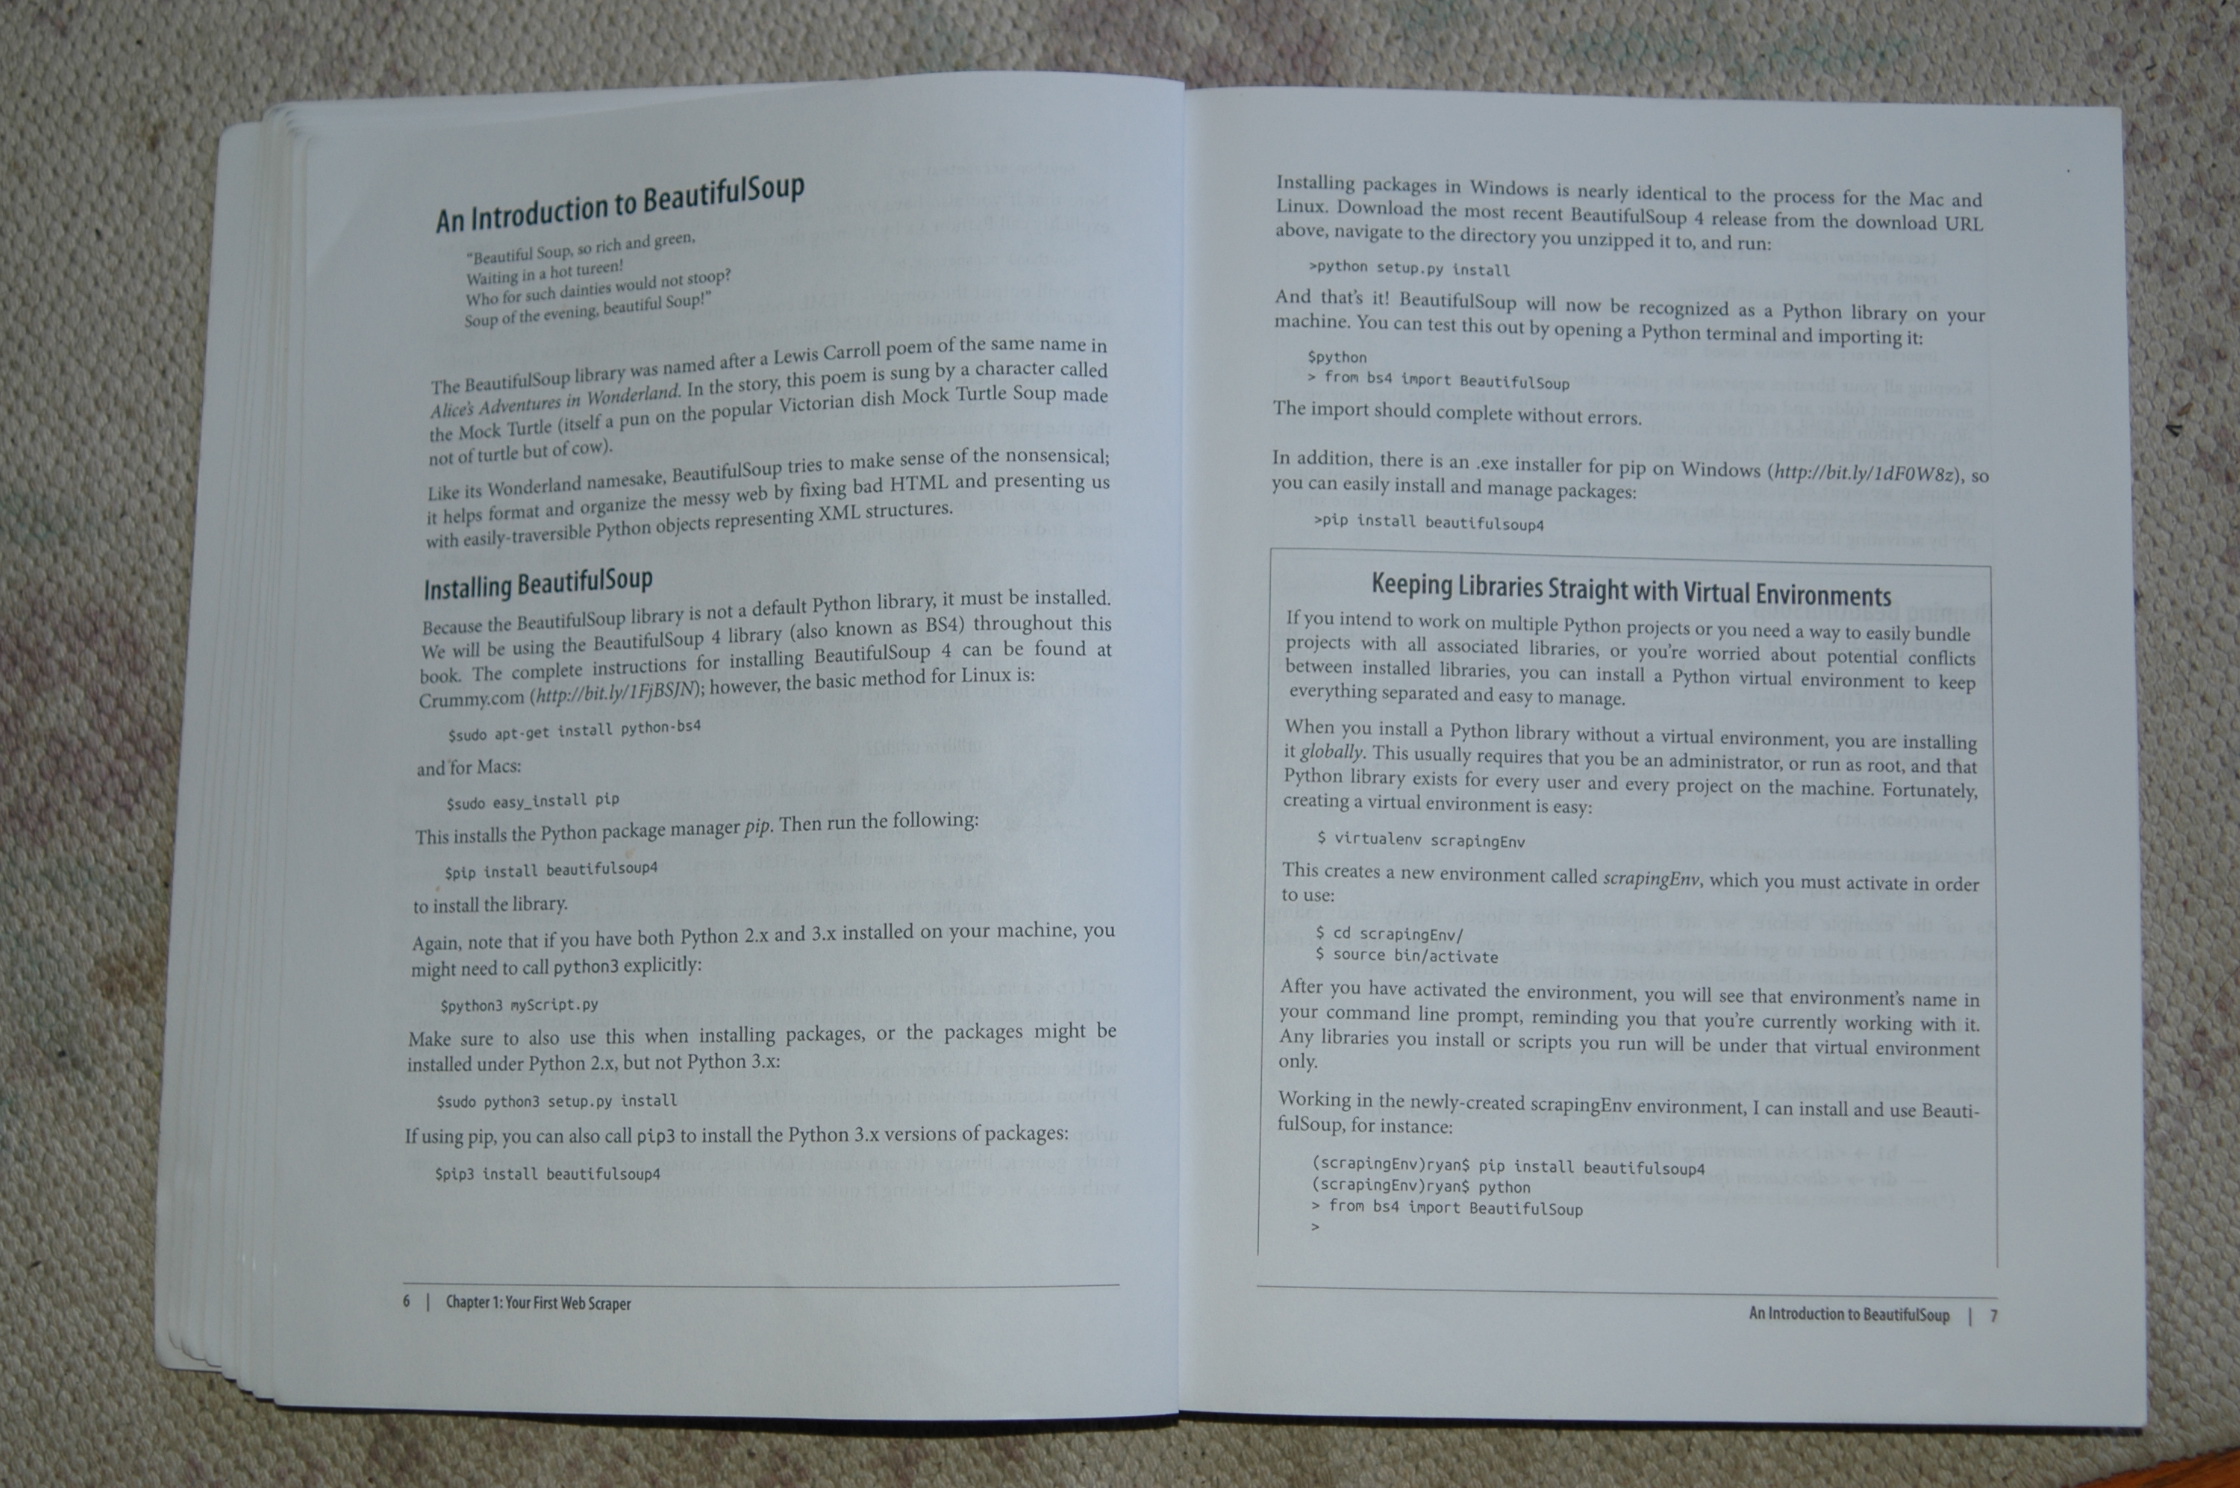 An Introduction to BeautifulSoup
"Beautiful Soup, so rich and green,
Waiting in a hot tureen!
Who for such dainties would not stoop?
Soup of the evening, beautiful Soup!"
The BeautifulSoup library was named after a Lewis Carroll poem of the same name in
Alice's Adventures in Wonderland. In the story, this poem is sung by a character called
the Mock Turtle (itself a pun on the popular Victorian dish Mock Turtle Soup made
not of turtle but of cow).
Like its Wonderland namesake, BeautifulSoup tries to make sense of the nonsensical;
it helps format and organize the messy web by fixing bad HTML and presenting us
with easily-traversible Python objects representing XML structures.
Installing BeautifulSoup
Because the BeautifulSoup library is not a default Python library, it must be installed.
We will be using the BeautifulSoup 4 library (also known as BS4) throughout this
book. The complete instructions for installing BeautifulSoup 4 can be found at
Crummy.com (http://bit.ly/1FjBSJN); however, the basic method for Linux is:
$sudo apt-get install python-bs4
and for Macs:
$sudo easy_install pip
This installs the Python package manager pip. Then run the following:
$pip install beautifulsoup4
to install the library.
Again, note that if you have both Python 2.x and 3.x installed on your machine, you
might need to call python3 explicitly:
$python3 myScript.py
Make sure to also use this when installing packages, or the packages might be
installed under Python 2.x, but not Python 3.x:
$sudo python3 setup.py install
If using pip, you can also call pip3 to install the Python 3.x versions of packages:
$pip3 install beautifulsoup4
6 | Chapter 1: Your First Web Scraper
Installing packages in Windows is nearly identical to the process for the Mac and
Linux. Download the most recent BeautifulSoup 4 release from the download URL
above, navigate to the directory you unzipped it to, and run:
>python setup.py install
And that's it! BeautifulSoup will now be recognized as a Python library on your
machine. You can test this out by opening a Python terminal and importing it:
$python
> from bs4 import BeautifulSoup
The import should complete without errors.
In addition, there is an .exe installer for pip on Windows (http://bit.ly/1dF0W8z), so
you can easily install and manage packages:
>pip install beautifulsoup4
Keeping Libraries Straight with Virtual Environments
If you intend to work on multiple Python projects or you need a way to easily bundle
projects with all associated libraries, or you're worried about potential conflicts
between installed libraries, you can install a Python virtual environment to keep
everything separated and easy to manage.
When you install a Python library without a virtual environment, you are installing
it globally. This usually requires that you be an administrator, or run as root, and that
Python library exists for every user and every project on the machine. Fortunately,
creating a virtual environment is easy:
$ virtualenv scrapingEnv
This creates a new environment called scrapingEnv, which you must activate in order
to use:
$ cd scrapingEnv/
$ source bin/activate
After you have activated the environment, you will see that environment's name in
your command line prompt, reminding you that you're currently working with it.
Any libraries you install or scripts you run will be under that virtual environment
only.
Working in the newly-created scrapingEnv environment, I can install and use Beauti-
fulSoup, for instance:
(scrapingEnv)ryan$ pip install beautifulsoup4
(scrapingEnv)ryan$ python
> from bs4 import BeautifulSoup
>
An Introduction to BeautifulSoup | 7